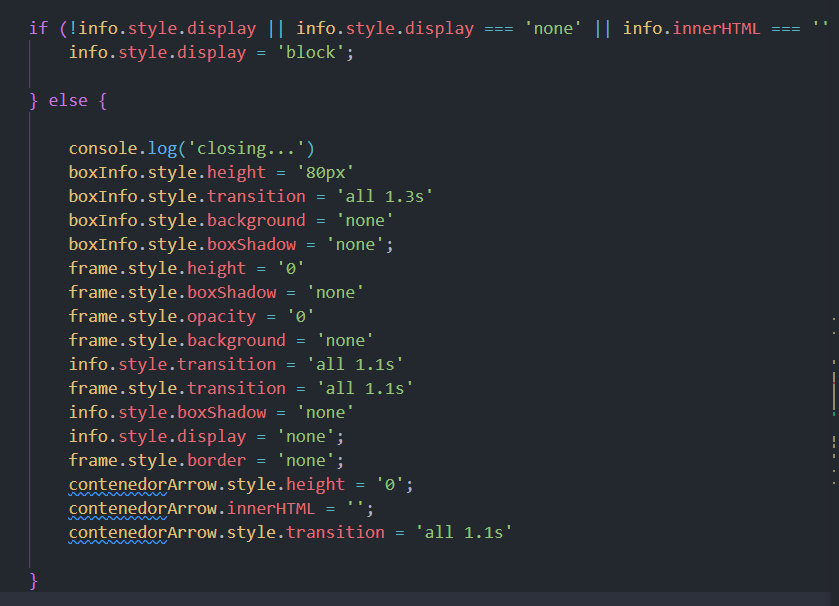 if (!info.style.display || info.style.display === 'none' || info.innerHTML === ''
    info.style.display = 'block';
} else {
    console.log('closing...')
    boxInfo.style.height = '80px'
    boxInfo.style.transition = 'all 1.3s'
    boxInfo.style.background = 'none'
    boxInfo.style.boxShadow = 'none';
    frame.style.height = '0'
    frame.style.boxShadow = 'none'
    frame.style.opacity = '0'
    frame.style.background = 'none'
    info.style.transition = 'all 1.1s'
    frame.style.transition = 'all 1.1s'
    info.style.boxShadow = 'none'
    info.style.display = 'none';
    frame.style.border = 'none';
    contenedorArrow.style.height = '0';
    contenedorArrow.innerHTML = '';
    contenedorArrow.style.transition = 'all 1.1s'
}